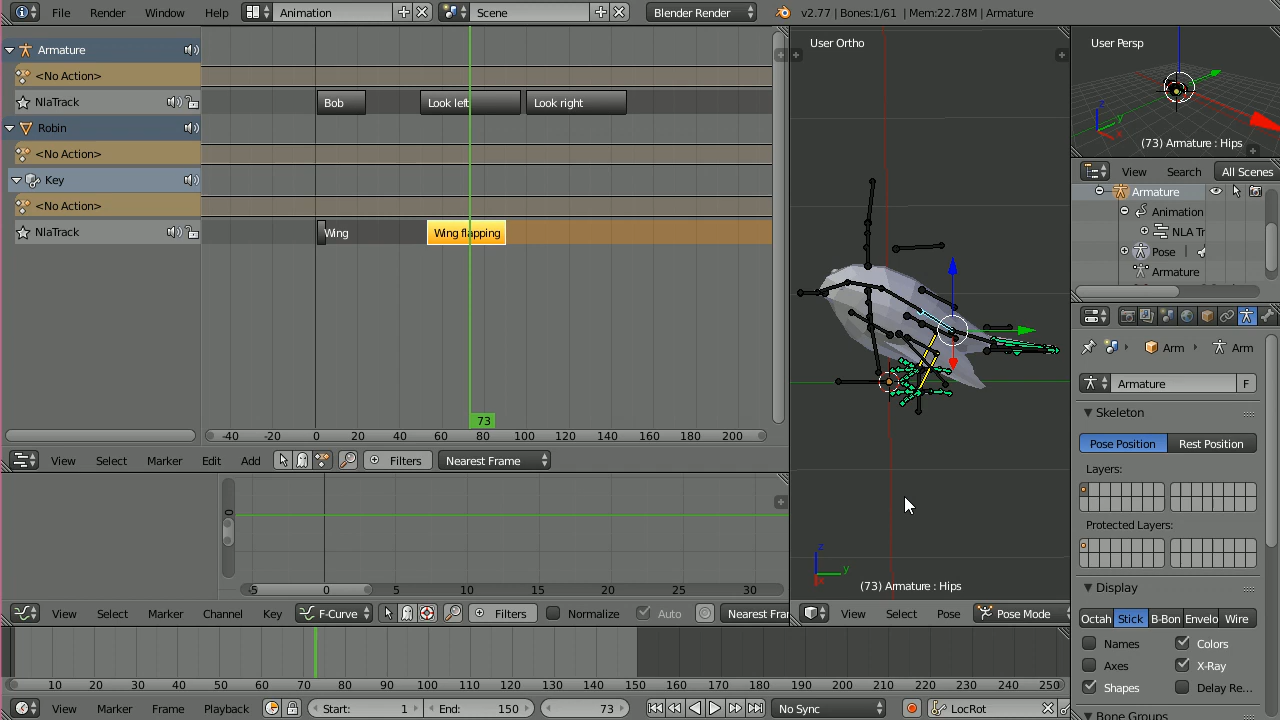 File Render Window Help Animation Scene Blender Render v2.77 | Bones:1/61 | Mem:22.78M | Armature
Armature
<No Action>
NlaTrack
Bob
Look left
Look right
Robin
<No Action>
Key
<No Action>
NlaTrack
Wing
Wing flapping
73
-40 -20 0 20 40 60 80 100 120 140 160 180 200
View Select Marker Edit Add Filters Nearest Frame
0
-5 0 5 10 15 20 25 30
View Select Marker Channel Key F-Curve Filters Normalize Auto Nearest Fra
User Ortho
z
y
x
(73) Armature : Hips
View Select Pose Pose Mode
User Persp
z
y
x
(73) Armature : Hips
View Search All Scenes
Armature
Animation
NLA Tr
Pose
Armature
Arm Arm
Armature F
Skeleton
Pose Position Rest Position
Layers:
Protected Layers:
Display
Octah Stick B-Bon Envelo Wire
Names Colors
Axes X-Ray
Shapes Delay Re...
Bone Groups
10 20 30 40 50 60 70 80 90 100 110 120 130 140 150 160 170 180 190 200 210 220 230 240 250
View Marker Frame Playback Start: 1 End: 150 73 No Sync LocRot